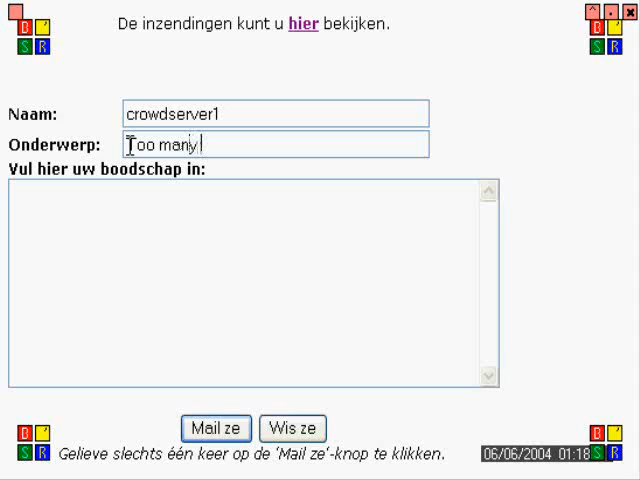 B '
S R
De inzendingen kunt u hier bekijken.
B '
S R
Naam: crowdserver1
Onderwerp: Too many
Vul hier uw boodschap in:
Mail ze Wis ze
B '
S R
Gelieve slechts één keer op de 'Mail ze'-knop te klikken.
06/06/2004 01:18
B '
S R